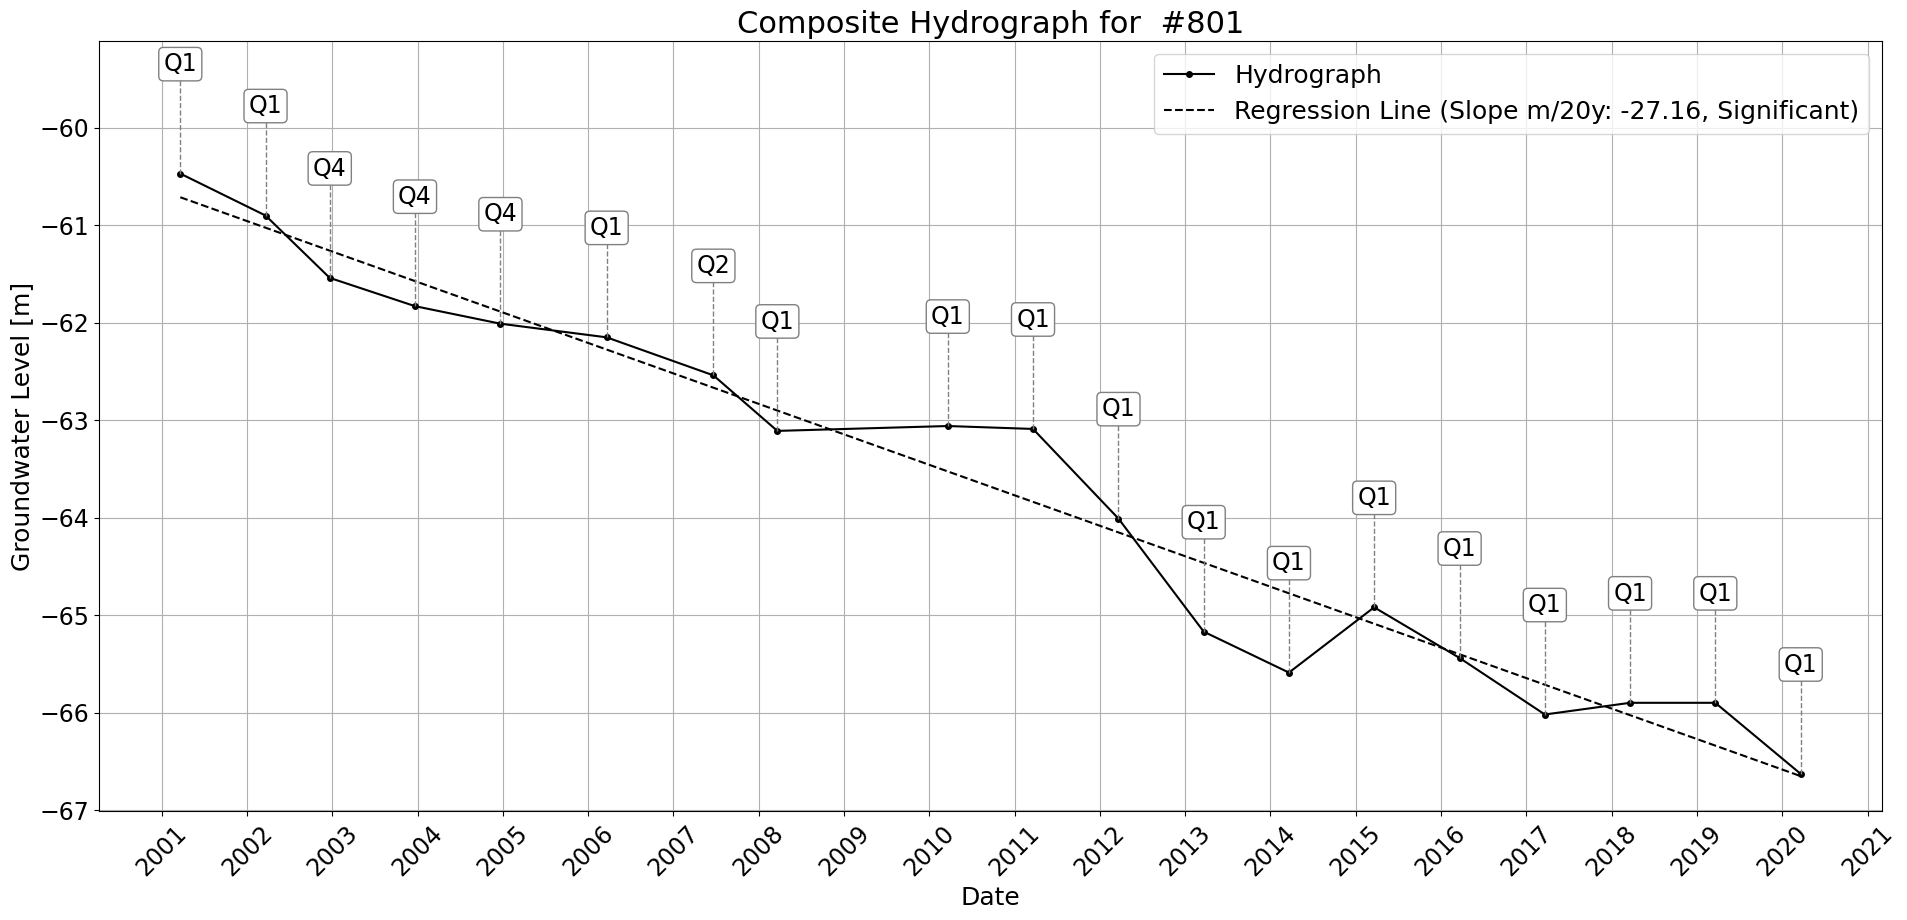 Composite Hydrograph for  #801
Hydrograph
Regression Line (Slope m/20y: -27.16, Significant)
Q1
Q1
Q4
Q4
Q4
Q1
Q2
Q1
Q1
Q1
Q1
Q1
Q1
Q1
Q1
Q1
Q1
Q1
Q1
Groundwater Level [m]
−60
−61
−62
−63
−64
−65
−66
−67
2001
2002
2003
2004
2005
2006
2007
2008
2009
2010
2011
2012
2013
2014
2015
2016
2017
2018
2019
2020
2021
Date